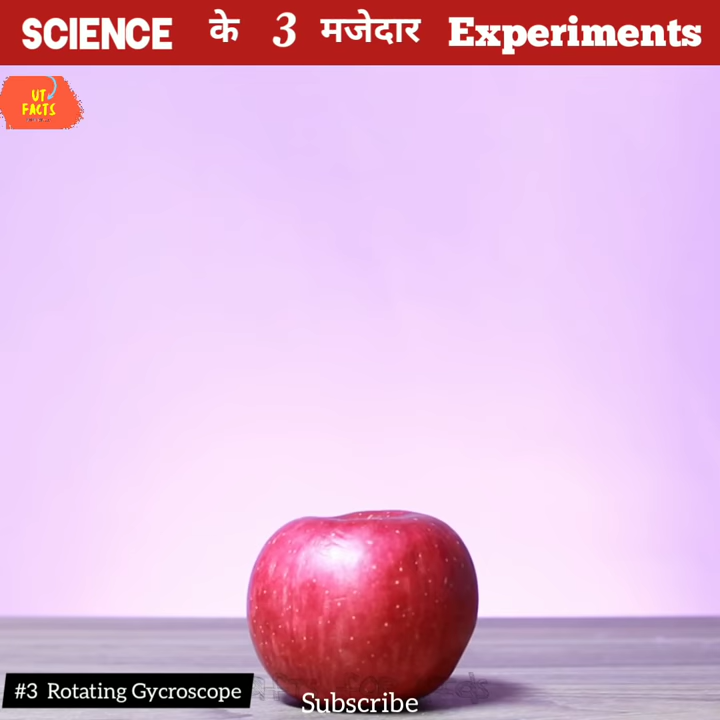 SCIENCE के 3 मजेदार Experiments
UT
FACTS
#3 Rotating Gycroscope
Subscribe